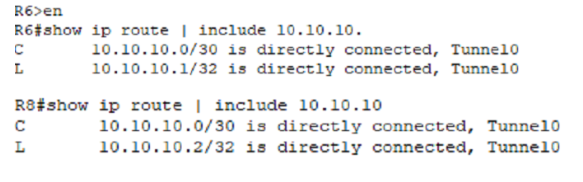 R6>en
R6#show ip route | include 10.10.10.
C       10.10.10.0/30 is directly connected, Tunnel0
L       10.10.10.1/32 is directly connected, Tunnel0
R8#show ip route | include 10.10.10
C       10.10.10.0/30 is directly connected, Tunnel0
L       10.10.10.2/32 is directly connected, Tunnel0